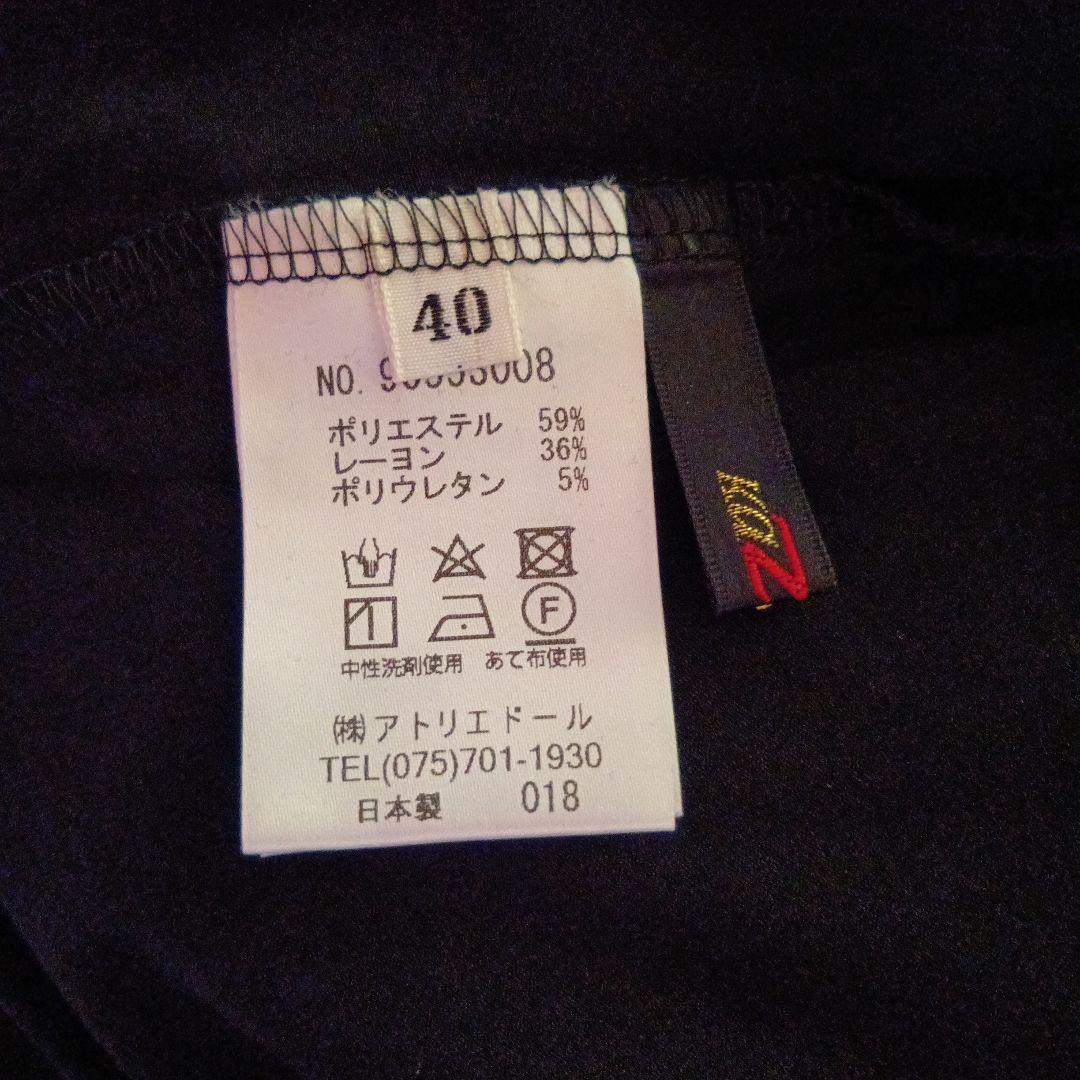 40
ポリエステル 59%
レーヨン 36%
ポリウレタン 5%
F
中性洗剤使用 あて布使用
㈱アトリエドール
TEL(075)701-1930
日本製 018